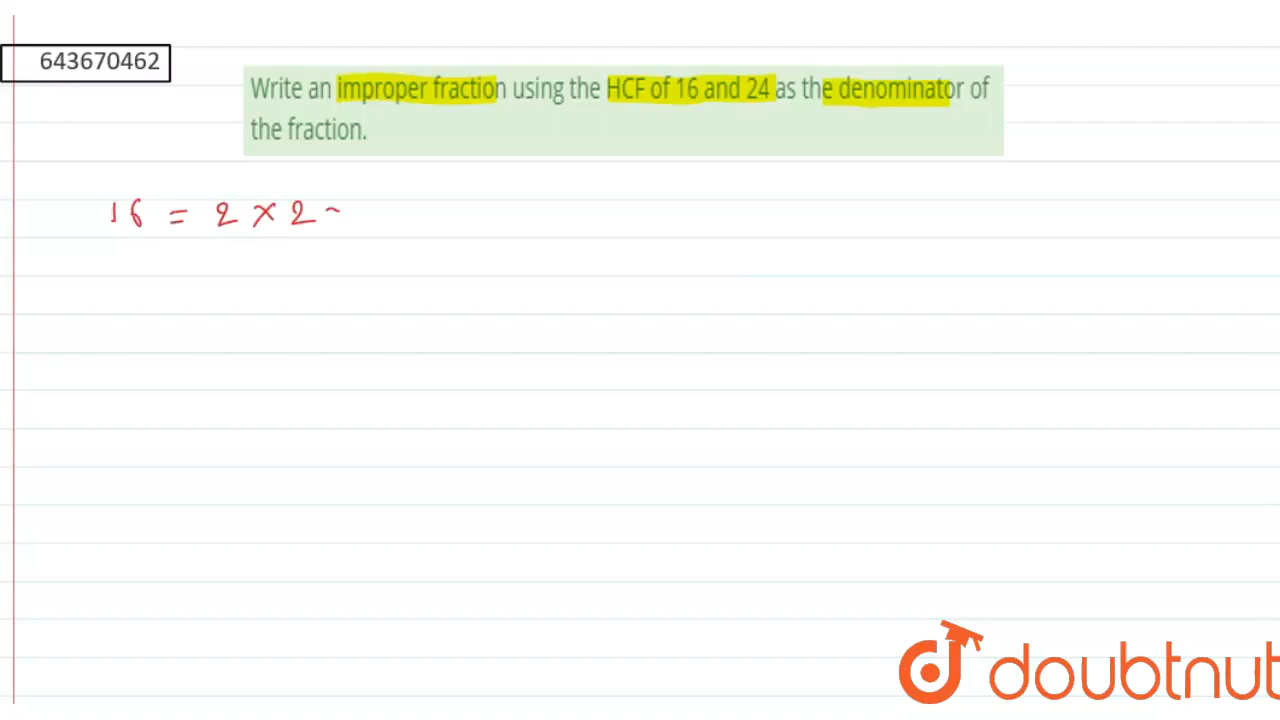 643670462
Write an improper fraction using the HCF of 16 and 24 as the denominator of
the fraction.
16 = 2 × 2
doubtnut